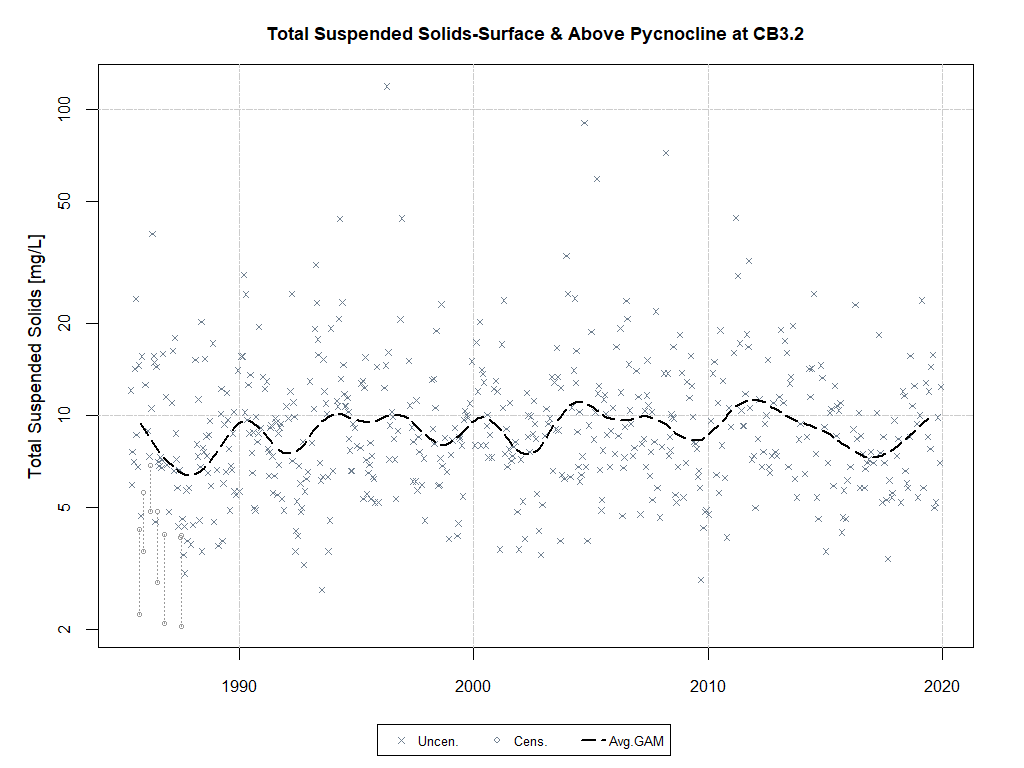 Total Suspended Solids-Surface & Above Pycnocline at CB3.2
Total Suspended Solids [mg/L]
100
50
20
10
5
2
1990 2000 2010 2020
Uncen. Cens. Avg.GAM